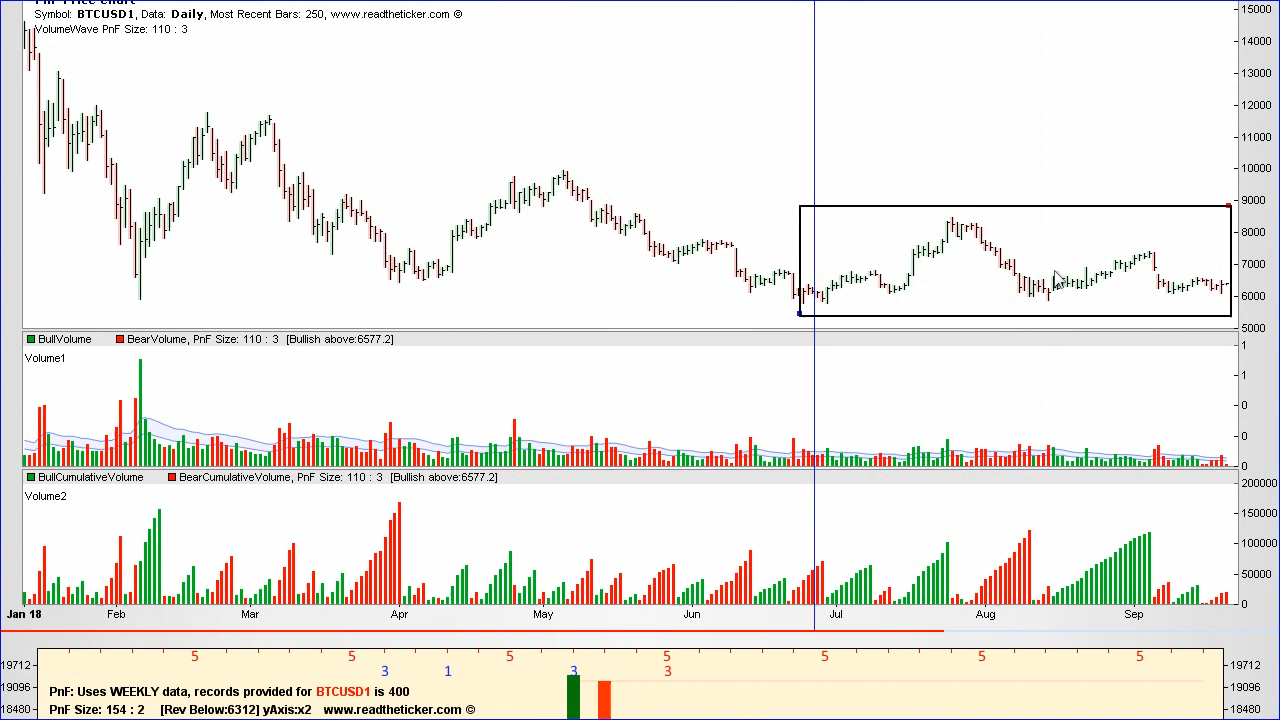 PnF Price Chart
Symbol: BTCUSD1, Data: Daily, Most Recent Bars: 250, www.readtheticker.com ©
VolumeWave PnF Size: 110 : 3
15000
14000
13000
12000
11000
10000
9000
8000
7000
6000
5000
BullVolume BearVolume, PnF Size: 110 : 3 [Bullish above:6577.2]
Volume1
1
1
0
0
0
BullCumulativeVolume BearCumulativeVolume, PnF Size: 110 : 3 [Bullish above:6577.2]
Volume2
200000
150000
100000
50000
0
Jan 18 Feb Mar Apr May Jun Jul Aug Sep
5 5 5 5 5 5 5
3 1 3 3
19712 19712
19096 19096
18480 18480
PnF: Uses WEEKLY data, records provided for BTCUSD1 is 400
PnF Size: 154 : 2 [Rev Below:6312] yAxis:x2 www.readtheticker.com ©